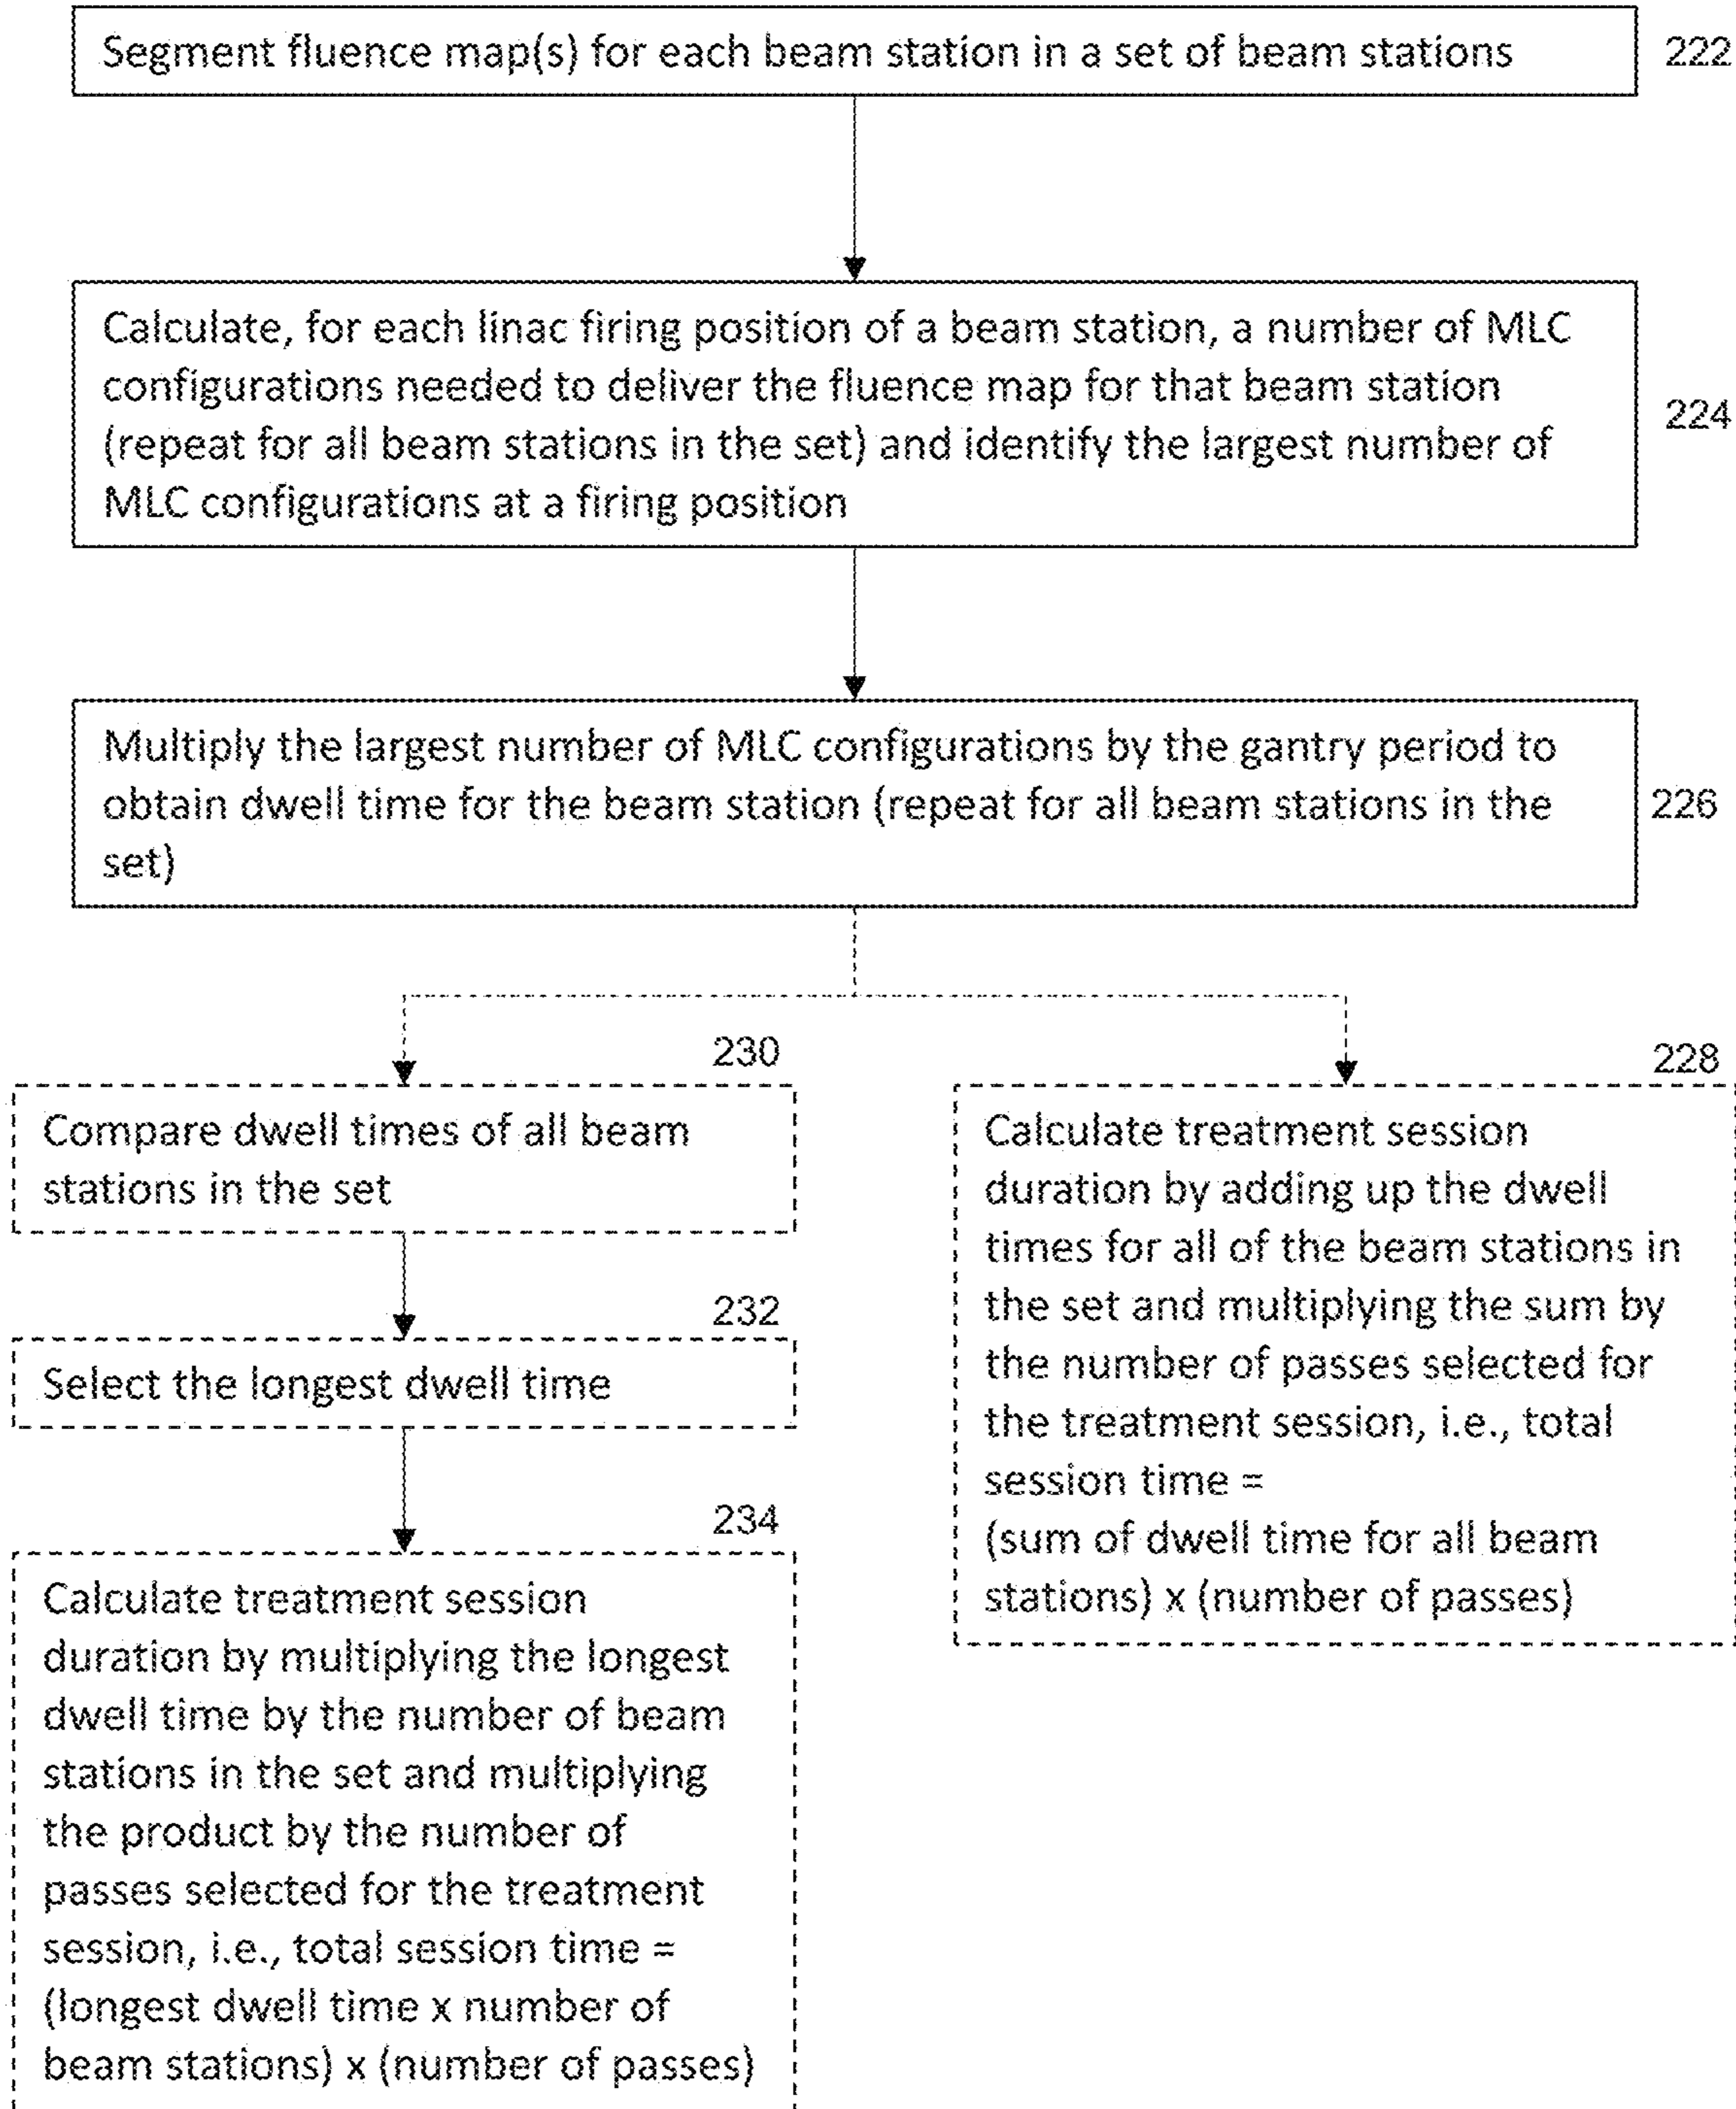 Segment fluence map(s) for each beam station in a set of beam stations
222
Calculate, for each linac firing position of a beam station, a number of MLC
configurations needed to deliver the fluence map for that beam station
(repeat for all beam stations in the set) and identify the largest number of
MLC configurations at a firing position
224
Multiply the largest number of MLC configurations by the gantry period to
obtain dwell time for the beam station (repeat for all beam stations in the
set)
226
230
Compare dwell times of all beam
stations in the set
232
Select the longest dwell time
234
Calculate treatment session
duration by multiplying the longest
dwell time by the number of beam
stations in the set and multiplying
the product by the number of
passes selected for the treatment
session, i.e., total session time =
(longest dwell time x number of
beam stations) x (number of passes)
228
Calculate treatment session
duration by adding up the dwell
times for all of the beam stations in
the set and multiplying the sum by
the number of passes selected for
the treatment session, i.e., total
session time =
(sum of dwell time for all beam
stations) x (number of passes)